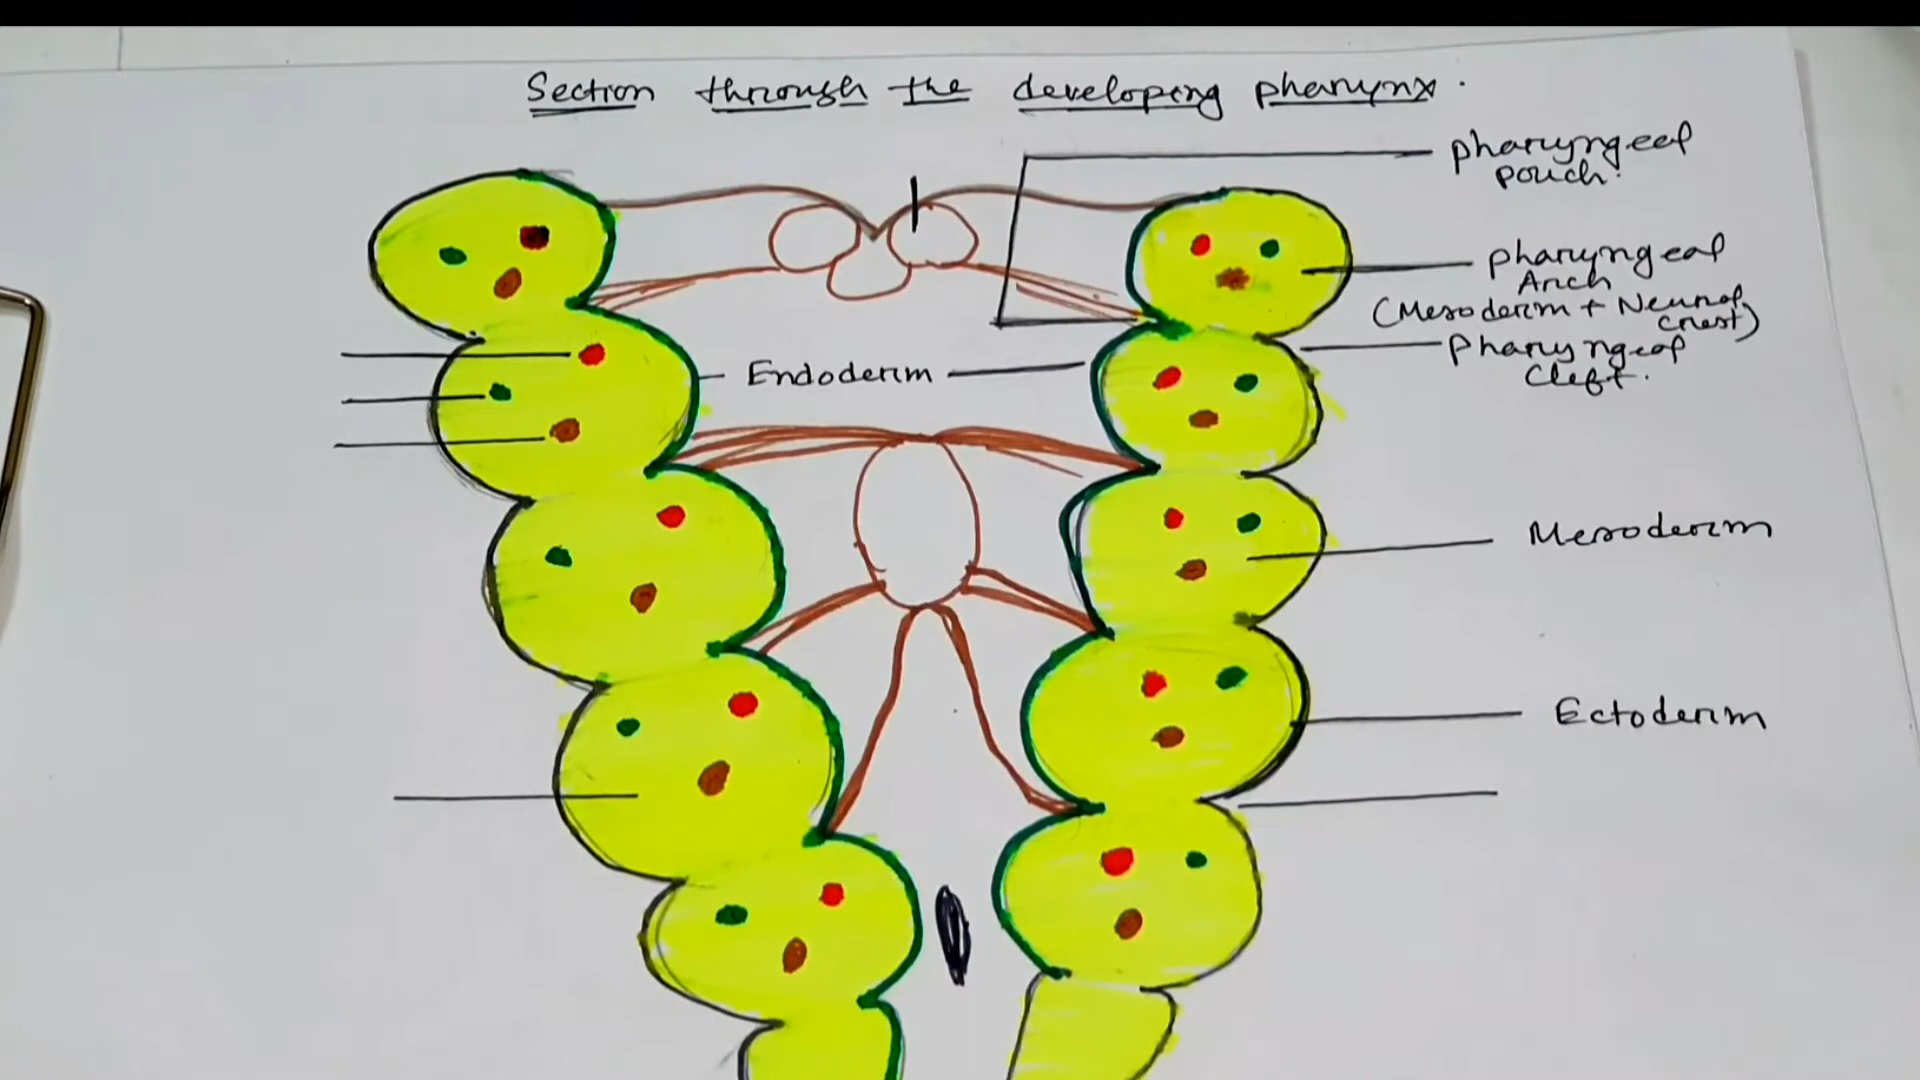 Section through the developing pharynx.
pharyngeal
pouch.
pharyngeal
Arch
(Mesoderm + Neural
crest)
Pharyngeal
Cleft.
Endoderm
Mesoderm
Ectoderm